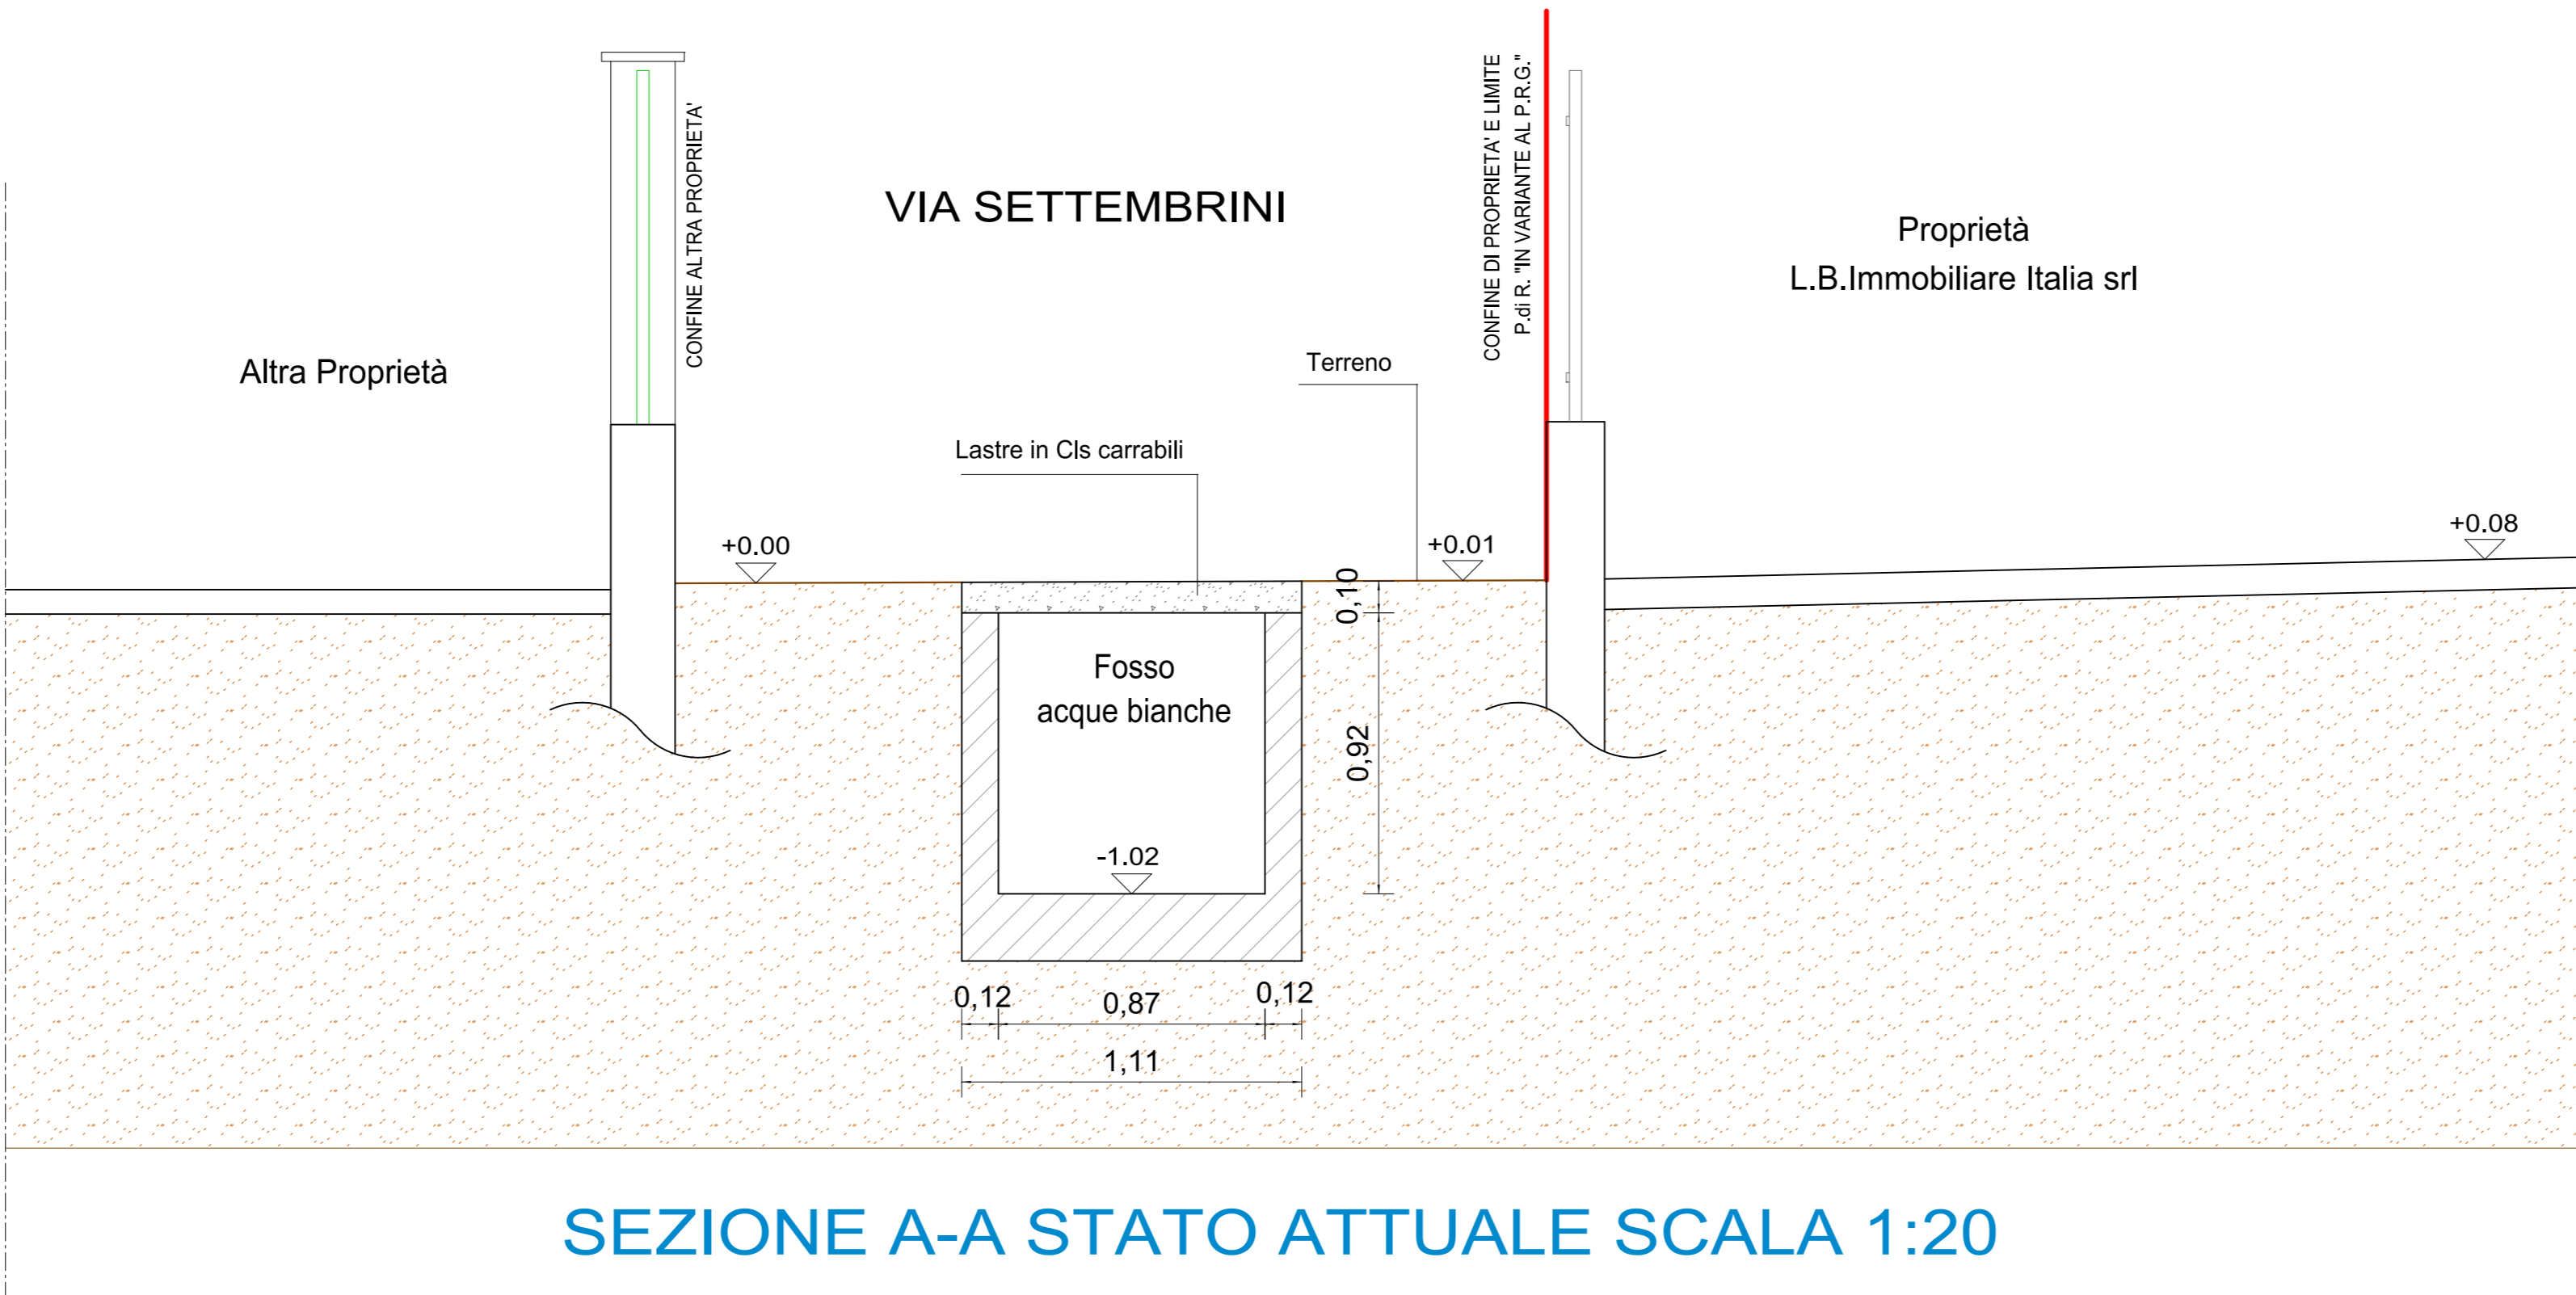 CONFINE ALTRA PROPRIETA'
VIA SETTEMBRINI
CONFINE DI PROPRIETA' E LIMITE
P.di R. "IN VARIANTE AL P.R.G."
Proprietà
L.B.Immobiliare Italia srl
Altra Proprietà
Terreno
Lastre in Cls carrabili
+0.00
+0.01
+0.08
0,10
Fosso
acque bianche
0,92
-1.02
0,12
0,87
0,12
1,11
SEZIONE A-A STATO ATTUALE SCALA 1:20